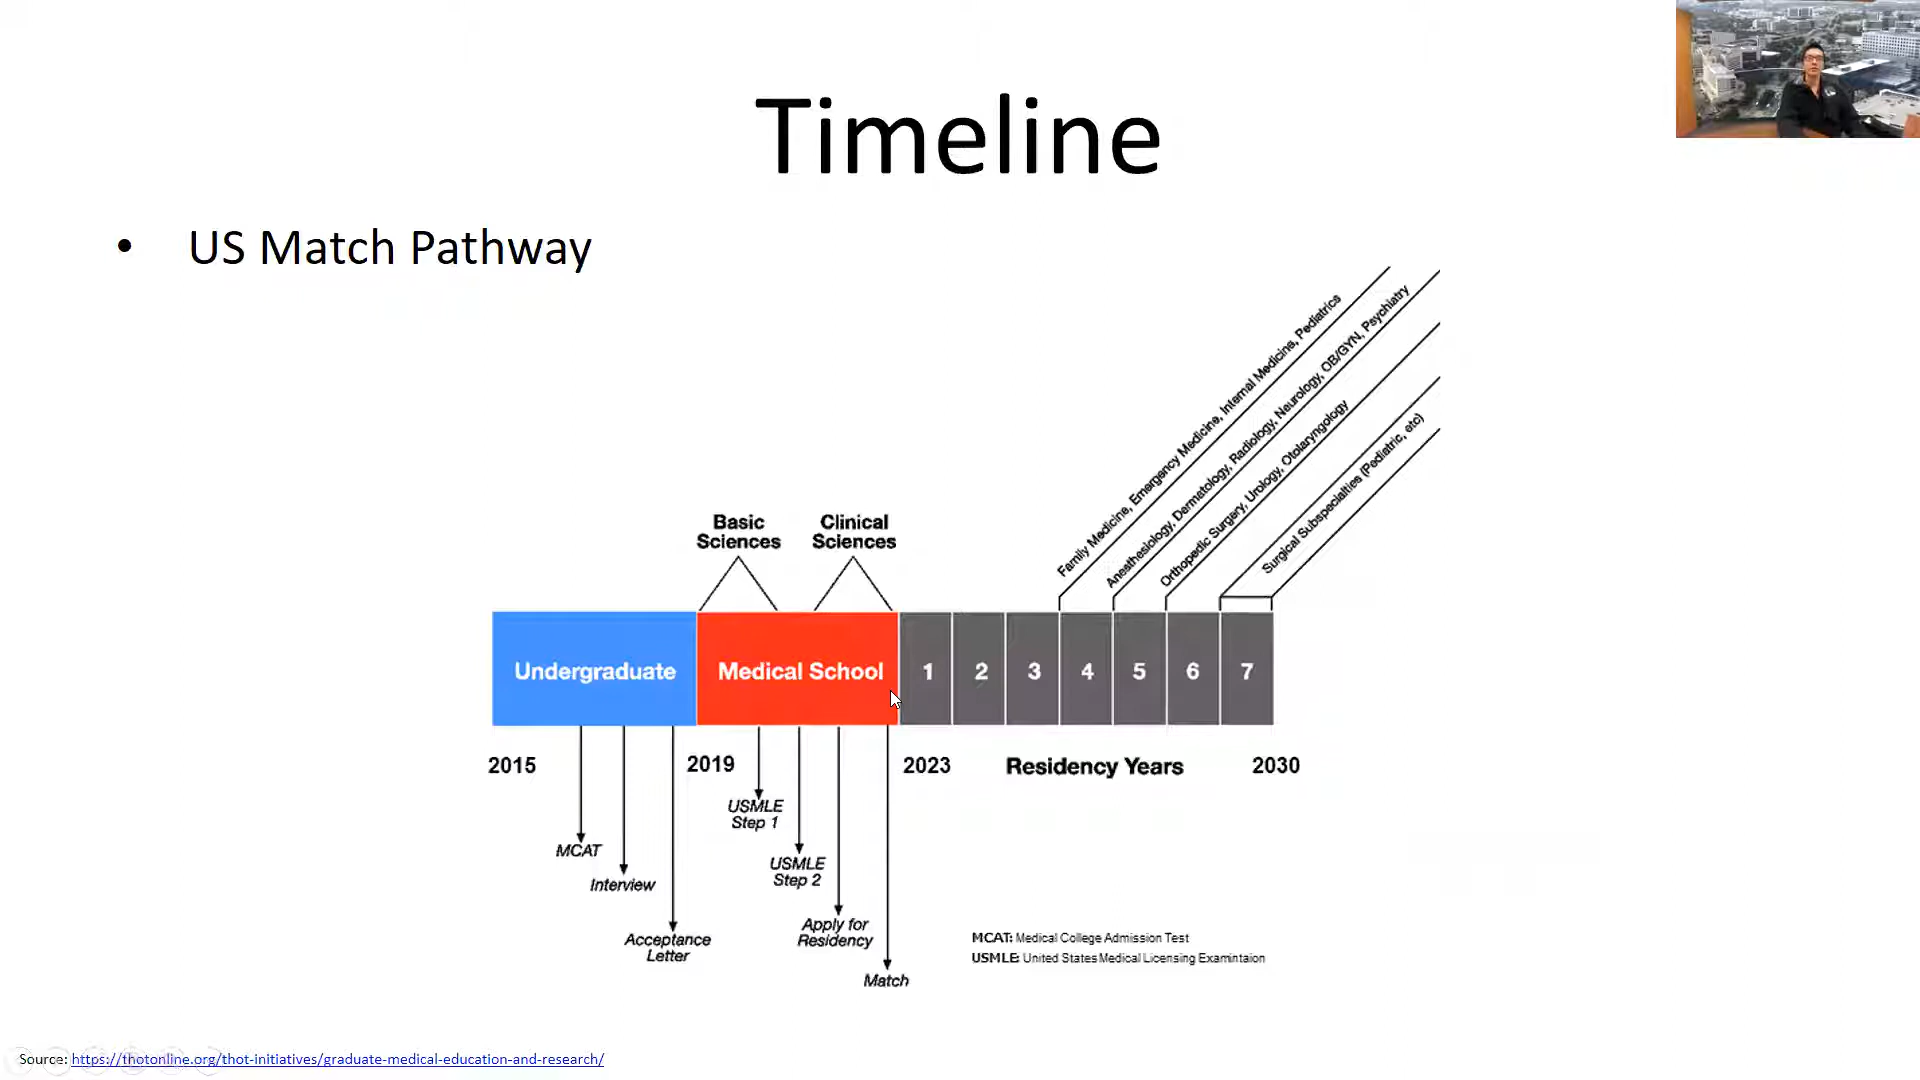 Timeline
• US Match Pathway
Family Medicine, Emergency Medicine, Internal Medicine, Pediatrics
Anesthesiology, Dermatology, Radiology, Neurology, OB/GYN, Psychiatry
Orthopedic Surgery, Urology, Otolaryngology
Surgical Subspecialties (Pediatric, etc)
Basic
Sciences
Clinical
Sciences
Undergraduate
Medical School
1 2 3 4 5 6 7
2015 2019 2023 Residency Years 2030
USMLE
Step 1
MCAT
USMLE
Step 2
Interview
Apply for
Residency
Acceptance
Letter
Match
MCAT: Medical College Admission Test
USMLE: United States Medical Licensing Examintaion
Source: https://thotonline.org/thot-initiatives/graduate-medical-education-and-research/